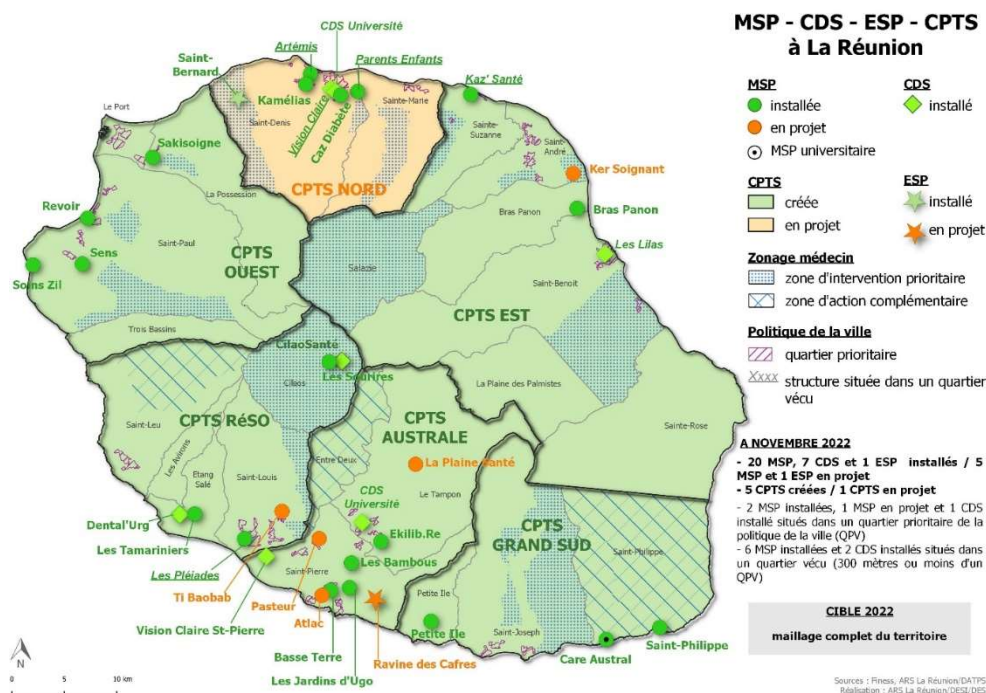 MSP - CDS - ESP - CPTS
à La Réunion
MSP
installée
en projet
MSP universitaire
CDS
installé
CPTS
créée
en projet
ESP
installé
en projet
Zonage médecin
zone d'intervention prioritaire
zone d'action complémentaire
Politique de la ville
quartier prioritaire
Xxxx structure située dans un quartier
vécu
A NOVEMBRE 2022
- 20 MSP, 7 CDS et 1 ESP installés / 5
MSP et 1 ESP en projet
- 5 CPTS créées / 1 CPTS en projet
- 2 MSP installées, 1 MSP en projet et 1 CDS
installé situés dans un quartier prioritaire de la
politique de la ville (QPV)
- 6 MSP installées et 2 CDS installés situés dans
un quartier vécu (300 mètres ou moins d'un
QPV)
CIBLE 2022
maillage complet du territoire
Sources : Finess, ARS La Réunion/DATPS
Réalisation : ARS La Réunion/DESI/DES
CDS Université
Artémis
Saint-
Bernard
Parents Enfants
Kaz' Santé
Kamélias
Vision Claire
Caz Diabète
Sainte-Marie
Saint-Denis
Le Port
Sainte-
Suzanne
Saint-
André
Sakisoigne
La Possession
CPTS NORD
Ker Soignant
Revoir
Bras Panon
Bras Panon
Saint-Paul
CPTS
OUEST
Sens
Soins Zil
Salazie
Les Lilas
Saint-Benoit
CPTS EST
Trois Bassins
CilaoSanté
Les Sourires
Cilaos
La Plaine des Palmistes
Sainte-Rose
Saint-Leu
CPTS RéSO
CPTS
AUSTRALE
Les Avirons
Entre Deux
La Plaine Santé
Etang
Salé
Saint-Louis
CDS
Université
Le Tampon
Dental'Urg
Les Tamariniers
Ekilib.Re
CPTS
GRAND SUD
Saint-Philippe
Les Pléiades
Saint-Pierre
Les Bambous
Ti Baobab
Pasteur
Petite Ile
Atlac
Vision Claire St-Pierre
Petite Ile
Saint-Joseph
Saint-Philippe
Basse Terre
Ravine des Cafres
Care Austral
Les Jardins d'Ugo
N
0 5 10 km